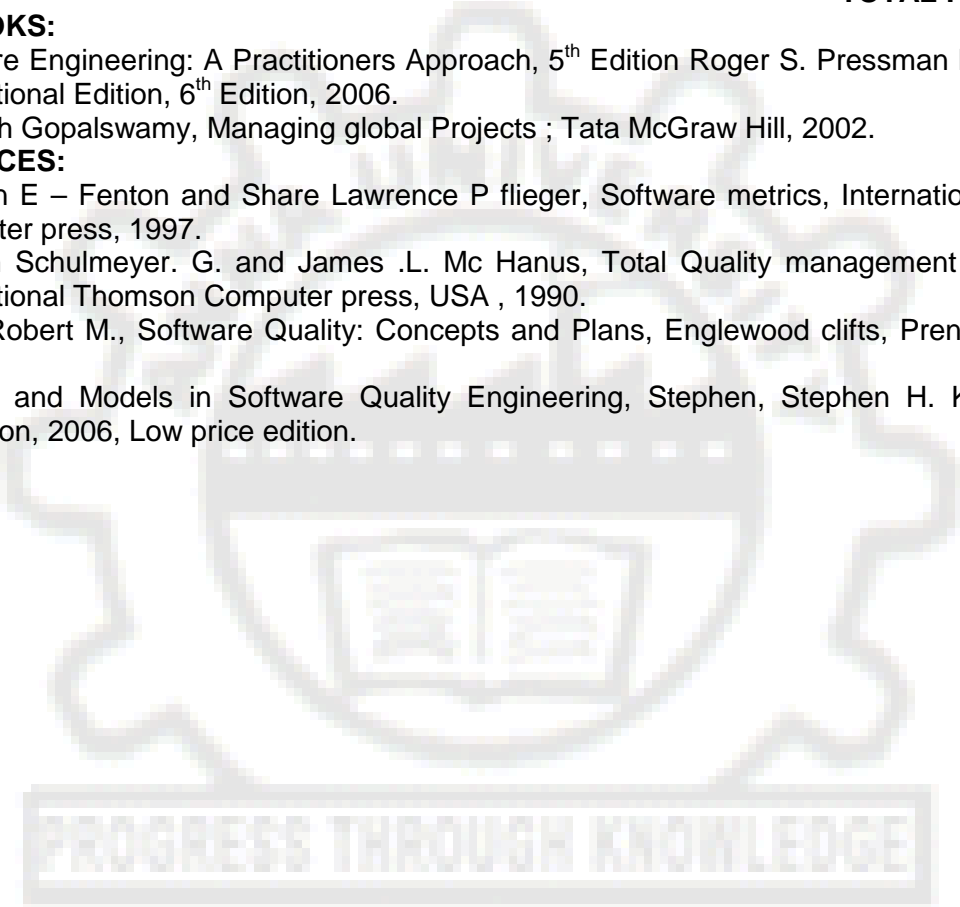 TOTAL
OKS:
re Engineering: A Practitioners Approach, 5th Edition Roger S. Pressman
tional Edition, 6th Edition, 2006.
h Gopalswamy, Managing global Projects ; Tata McGraw Hill, 2002.
CES:
n E – Fenton and Share Lawrence P flieger, Software metrics, Internatio
ter press, 1997.
Schulmeyer. G. and James .L. Mc Hanus, Total Quality management
tional Thomson Computer press, USA , 1990.
Robert M., Software Quality: Concepts and Plans, Englewood clifts, Pren
and Models in Software Quality Engineering, Stephen, Stephen H. K
on, 2006, Low price edition.
PROGRESS THROUGH KNOWLEDGE